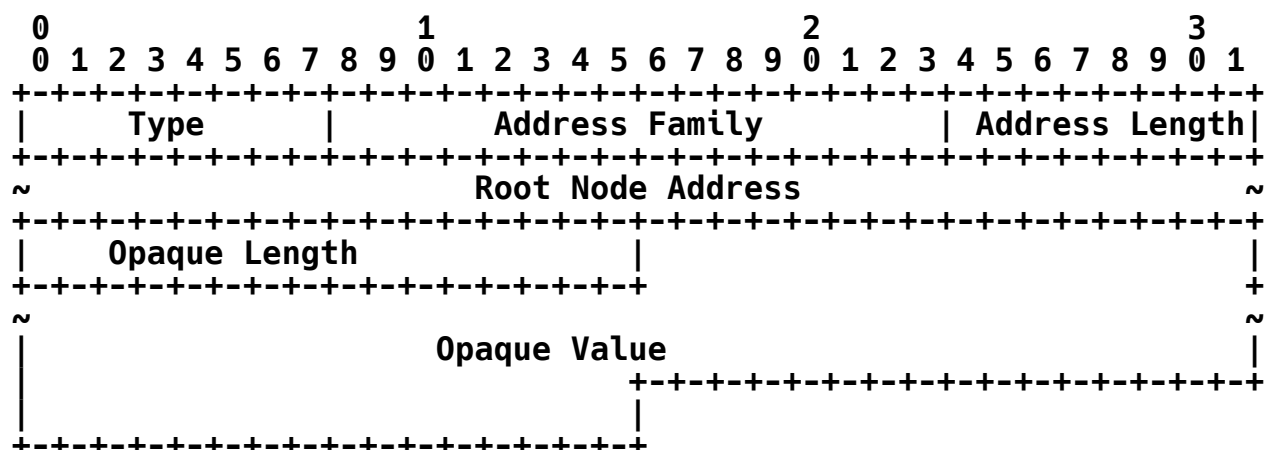 0                   1                   2                   3
 0 1 2 3 4 5 6 7 8 9 0 1 2 3 4 5 6 7 8 9 0 1 2 3 4 5 6 7 8 9 0 1
+-+-+-+-+-+-+-+-+-+-+-+-+-+-+-+-+-+-+-+-+-+-+-+-+-+-+-+-+-+-+-+-+
|     Type      |        Address Family         | Address Length|
+-+-+-+-+-+-+-+-+-+-+-+-+-+-+-+-+-+-+-+-+-+-+-+-+-+-+-+-+-+-+-+-+
~                       Root Node Address                       ~
+-+-+-+-+-+-+-+-+-+-+-+-+-+-+-+-+-+-+-+-+-+-+-+-+-+-+-+-+-+-+-+-+
|    Opaque Length              |                               |
+-+-+-+-+-+-+-+-+-+-+-+-+-+-+-+-+                               +
~                                                               ~
|                     Opaque Value                              |
|                               +-+-+-+-+-+-+-+-+-+-+-+-+-+-+-+-+
|                               |
+-+-+-+-+-+-+-+-+-+-+-+-+-+-+-+-+